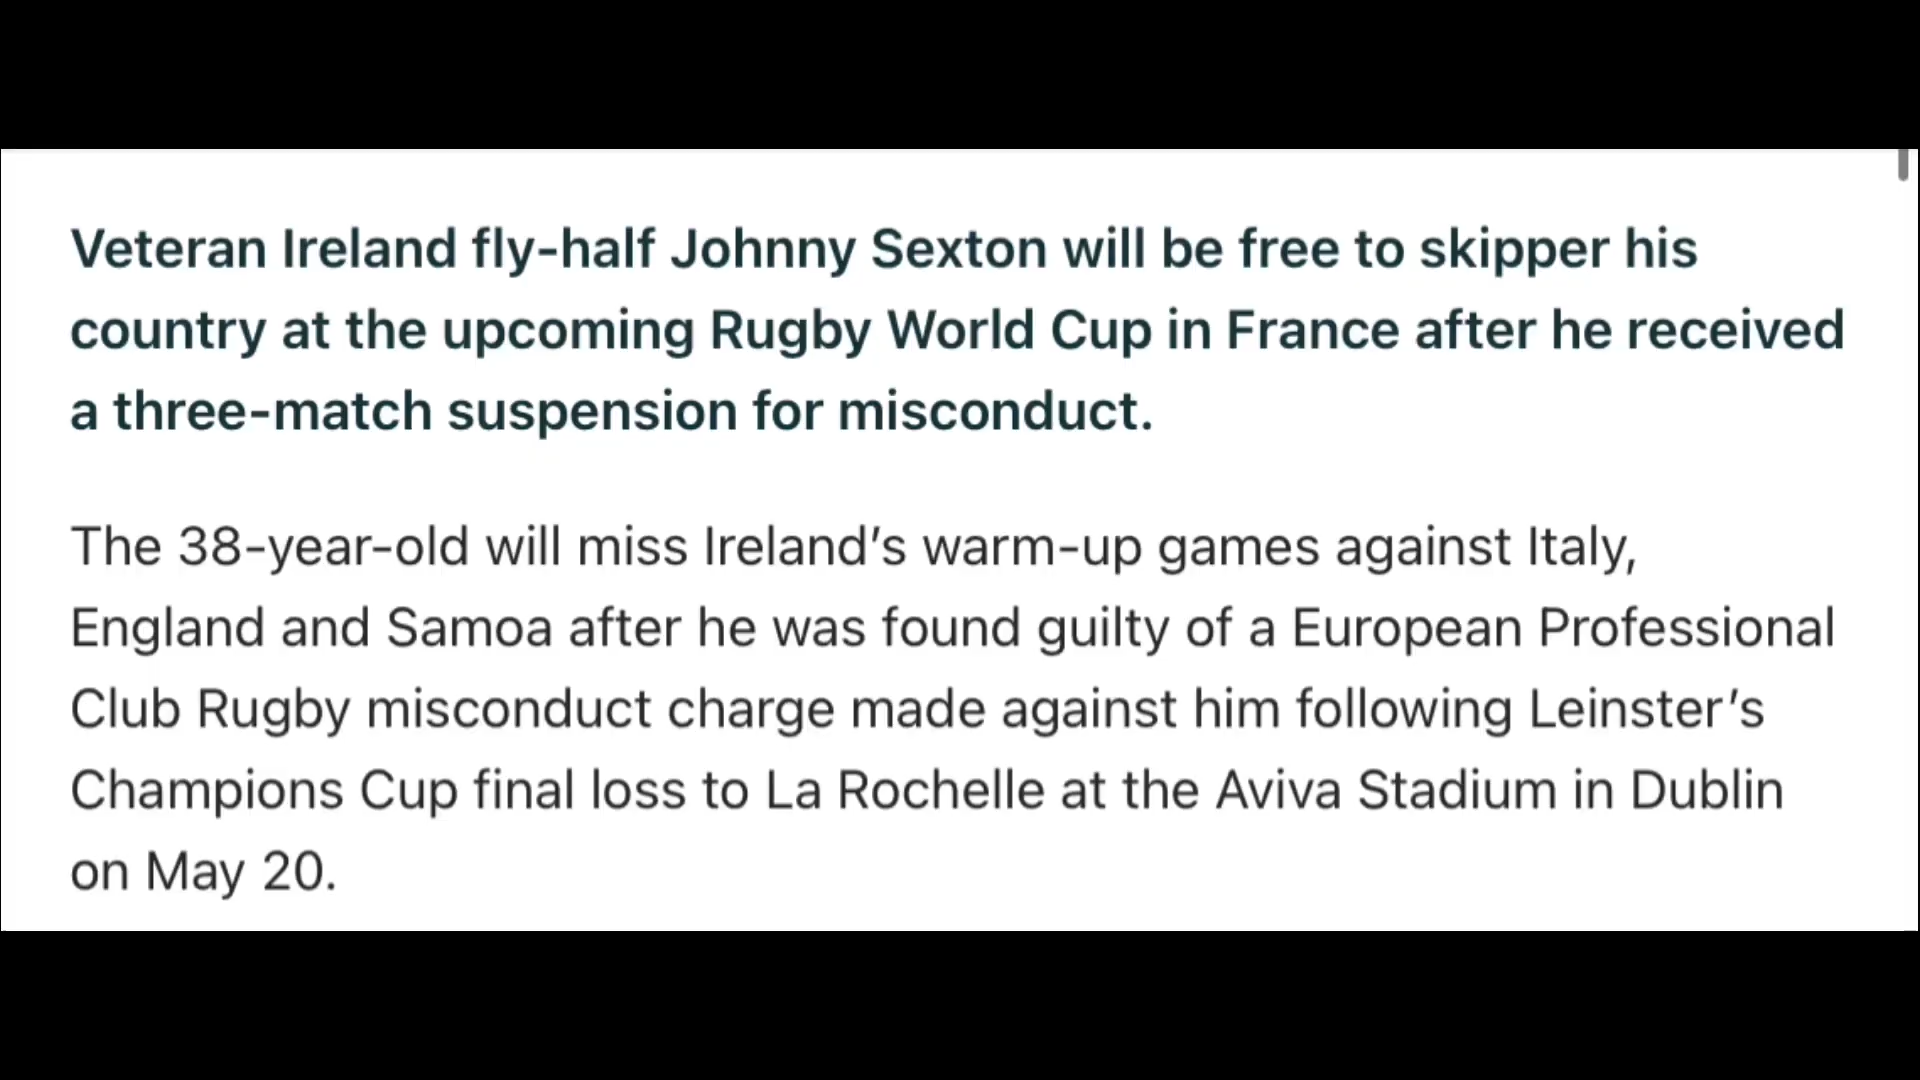 Veteran Ireland fly-half Johnny Sexton will be free to skipper his
country at the upcoming Rugby World Cup in France after he received
a three-match suspension for misconduct.
The 38-year-old will miss Ireland’s warm-up games against Italy,
England and Samoa after he was found guilty of a European Professional
Club Rugby misconduct charge made against him following Leinster’s
Champions Cup final loss to La Rochelle at the Aviva Stadium in Dublin
on May 20.